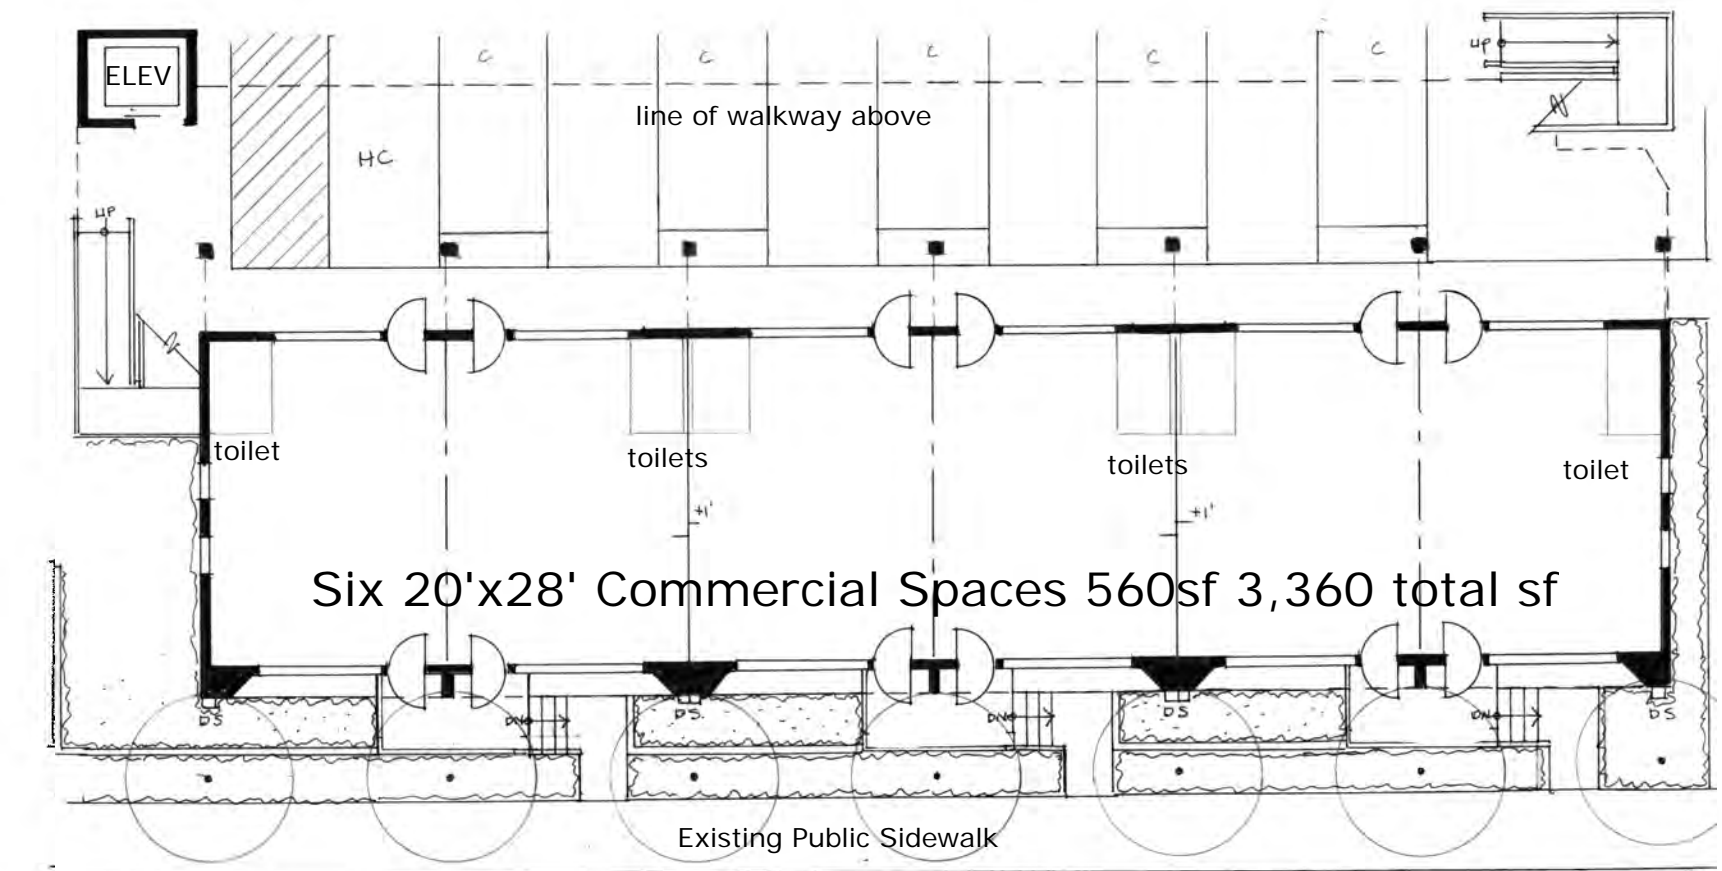 C C C C C
UP
ELEV
line of walkway above
HC
UP
toilet
toilets
toilets
toilet
+1' +1'
Six 20'x28' Commercial Spaces 560sf 3,360 total sf
DS DS. DS DS
DN DN DN
Existing Public Sidewalk